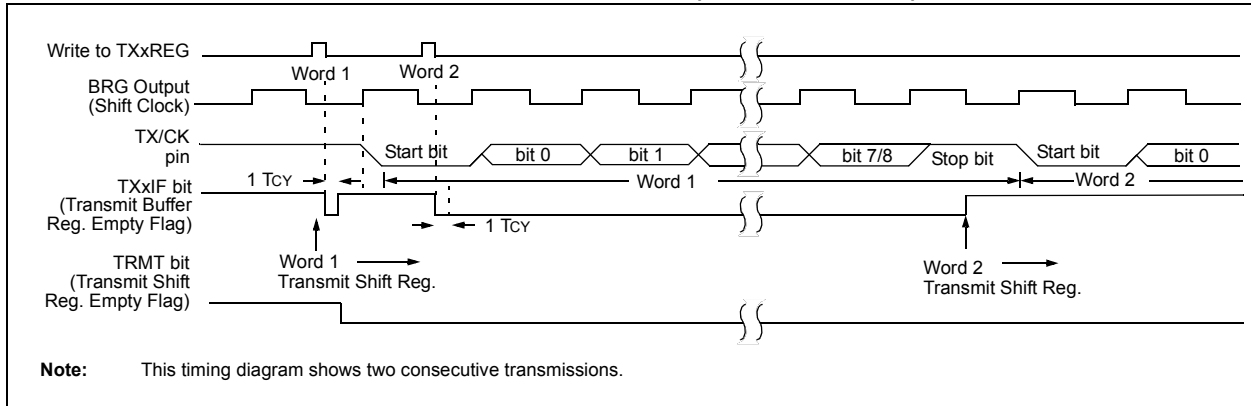 Write to TXxREG
Word 1 Word 2
BRG Output
(Shift Clock)
TX/CK
pin
Start bit bit 0 bit 1 bit 7/8 Stop bit Start bit bit 0
1 TCY Word 1 Word 2
TXxIF bit
(Transmit Buffer
Reg. Empty Flag)
1 TCY
Word 1
Transmit Shift Reg.
Word 2
Transmit Shift Reg.
TRMT bit
(Transmit Shift
Reg. Empty Flag)
Note: This timing diagram shows two consecutive transmissions.